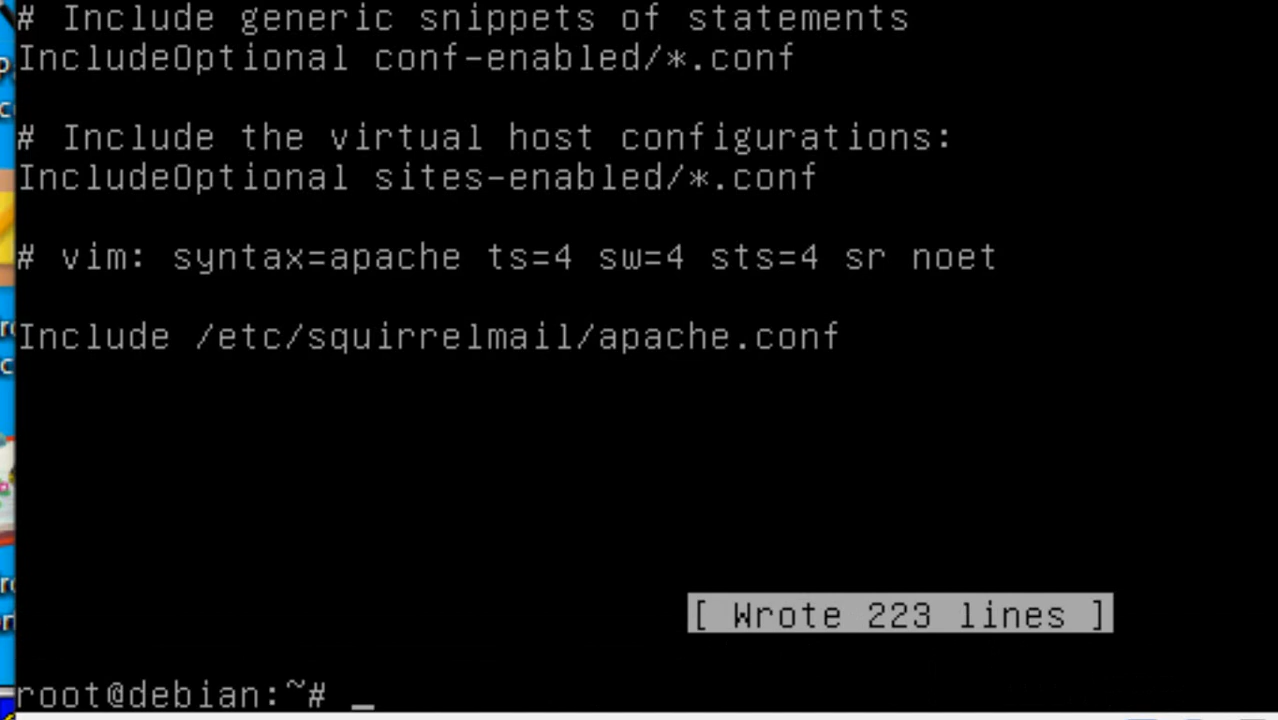 # Include generic snippets of statements
IncludeOptional conf-enabled/*.conf
# Include the virtual host configurations:
IncludeOptional sites-enabled/*.conf
# vim: syntax=apache ts=4 sw=4 sts=4 sr noet
Include /etc/squirrelmail/apache.conf
[ Wrote 223 lines ]
root@debian:~# _